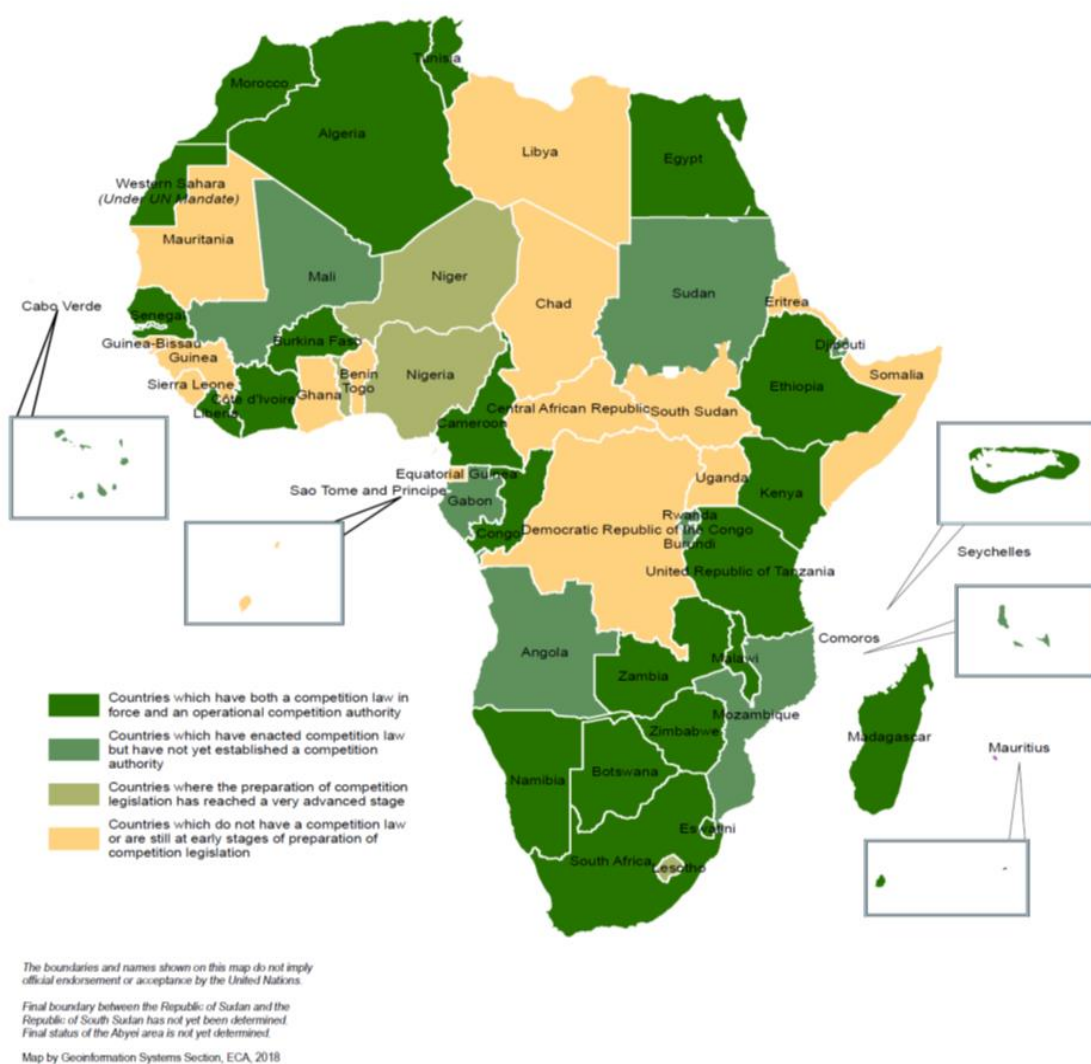 Tunisia
Morocco
Algeria
Libya
Egypt
Western Sahara
(Under UN Mandate)
Mauritania
Mali
Niger
Chad
Sudan
Eritrea
Cabo Verde
Senegal
Guinea-Bissau
Guinea
Burkina Faso
Djibouti
Sierra Leone
Liberia
Côte d'Ivoire
Ghana
Benin
Togo
Nigeria
Somalia
Ethiopia
Central African Republic
South Sudan
Cameroon
Equatorial Guinea
Sao Tome and Principe
Gabon
Congo
Uganda
Kenya
Democratic Republic of the Congo
Rwanda
Burundi
Seychelles
United Republic of Tanzania
Comoros
Angola
Zambia
Malawi
Mozambique
Zimbabwe
Madagascar
Mauritius
Namibia
Botswana
Eswatini
South Africa
Lesotho
Countries which have both a competition law in
force and an operational competition authority
Countries which have enacted competition law
but have not yet established a competition
authority
Countries where the preparation of competition
legislation has reached a very advanced stage
Countries which do not have a competition law
or are still at early stages of preparation of
competition legislation
The boundaries and names shown on this map do not imply
official endorsement or acceptance by the United Nations.
Final boundary between the Republic of Sudan and the
Republic of South Sudan has not yet been determined.
Final status of the Abyei area is not yet determined.
Map by Geoinformation Systems Section, ECA, 2018